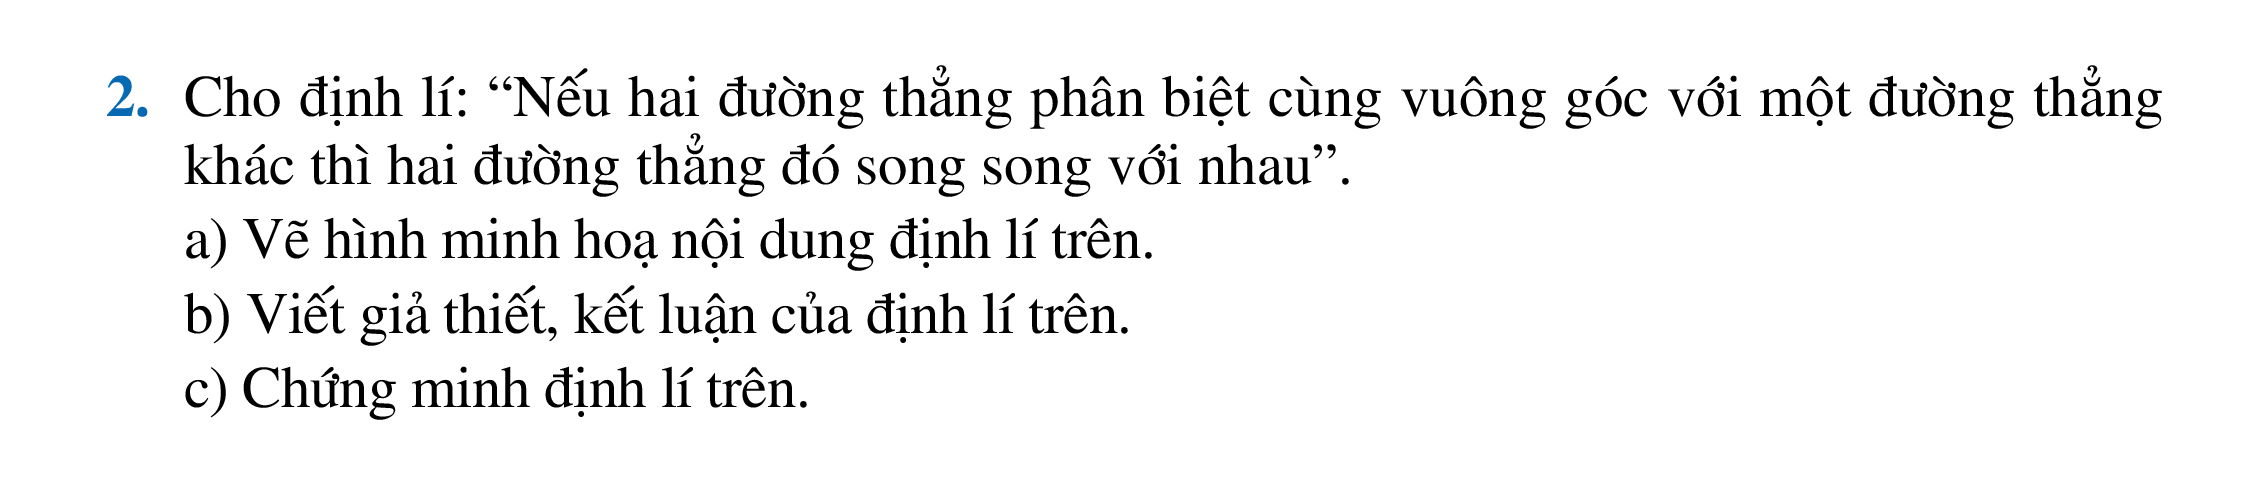 2. Cho định lí: “Nếu hai đường thẳng phân biệt cùng vuông góc với một đường thẳng
khác thì hai đường thẳng đó song song với nhau”.
a) Vẽ hình minh hoạ nội dung định lí trên.
b) Viết giả thiết, kết luận của định lí trên.
c) Chứng minh định lí trên.